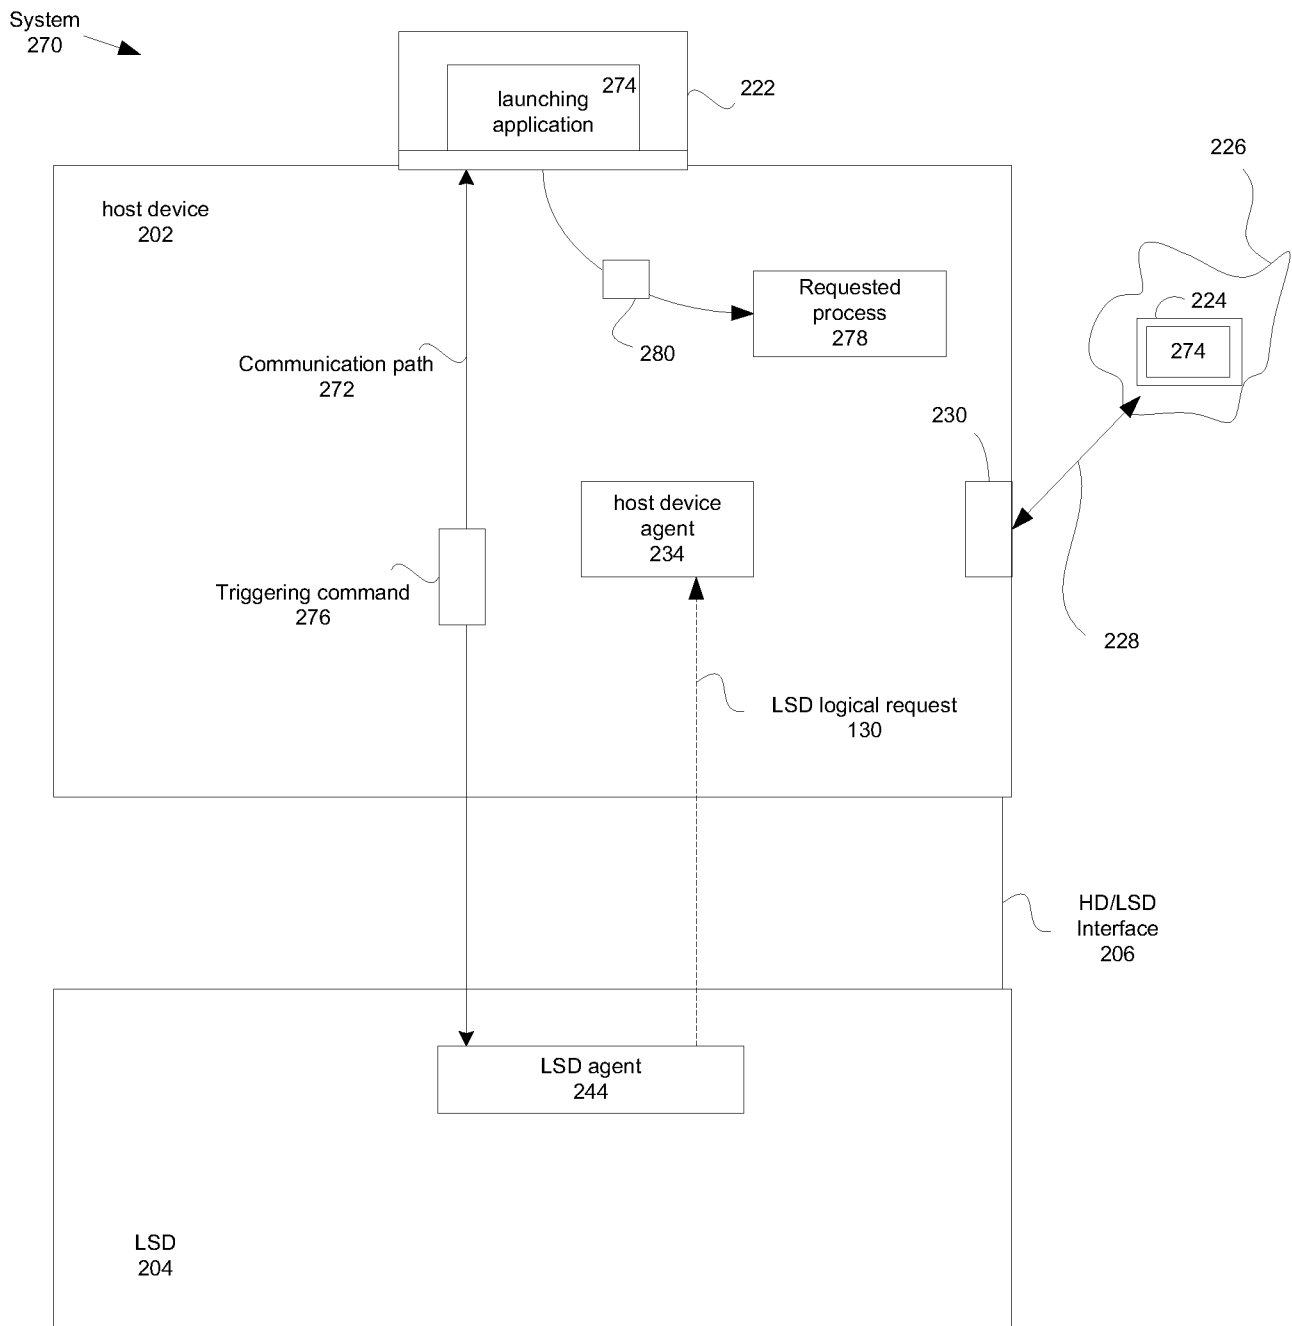 System
270
274
launching
application
222
226
host device
202
Requested
process
278
224
274
280
Communication path
272
230
host device
agent
234
Triggering command
276
228
LSD logical request
130
HD/LSD
Interface
206
LSD agent
244
LSD
204